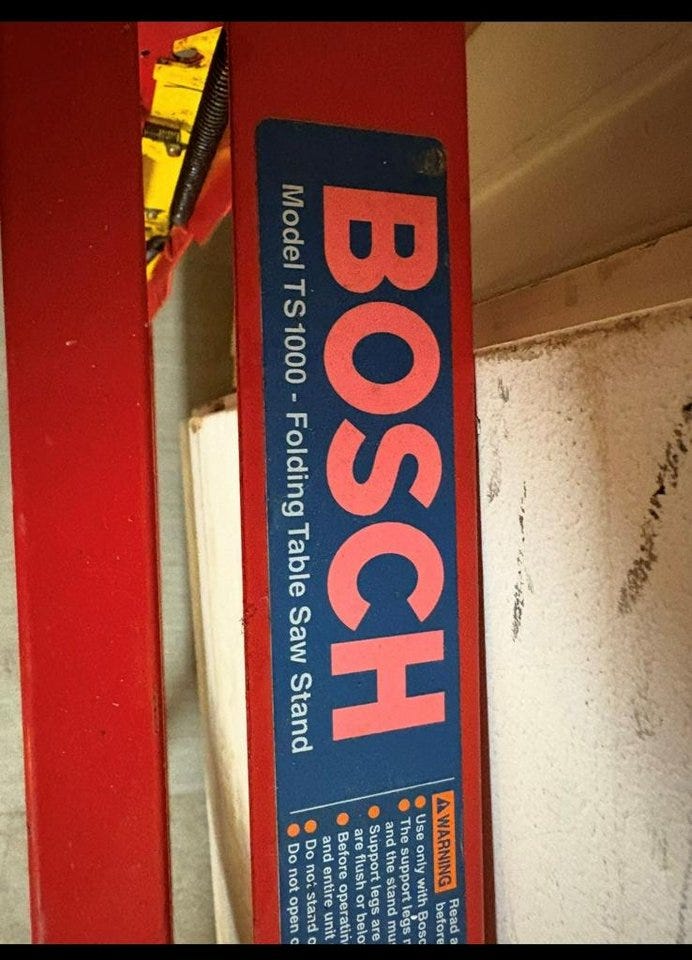 BOSCH
Model TS1000 - Folding Table Saw Stand
WARNING
Read a
before
Use only with Bosc
The support legs
and the stand mu
Support legs are
are flush or belo
Before operatin
and entire unit
Do not stand o
Do not open